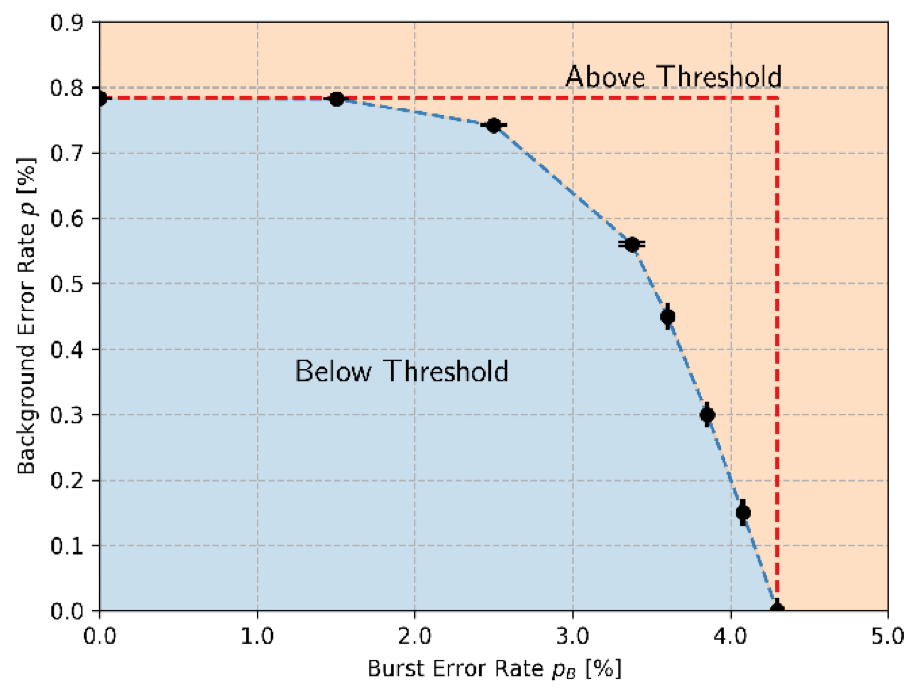 0.9
0.8
0.7
0.6
0.5
0.4
0.3
0.2
0.1
0.0
Background Error Rate p [%]
Above Threshold
Below Threshold
0.0 1.0 2.0 3.0 4.0 5.0
Burst Error Rate p_B [%]